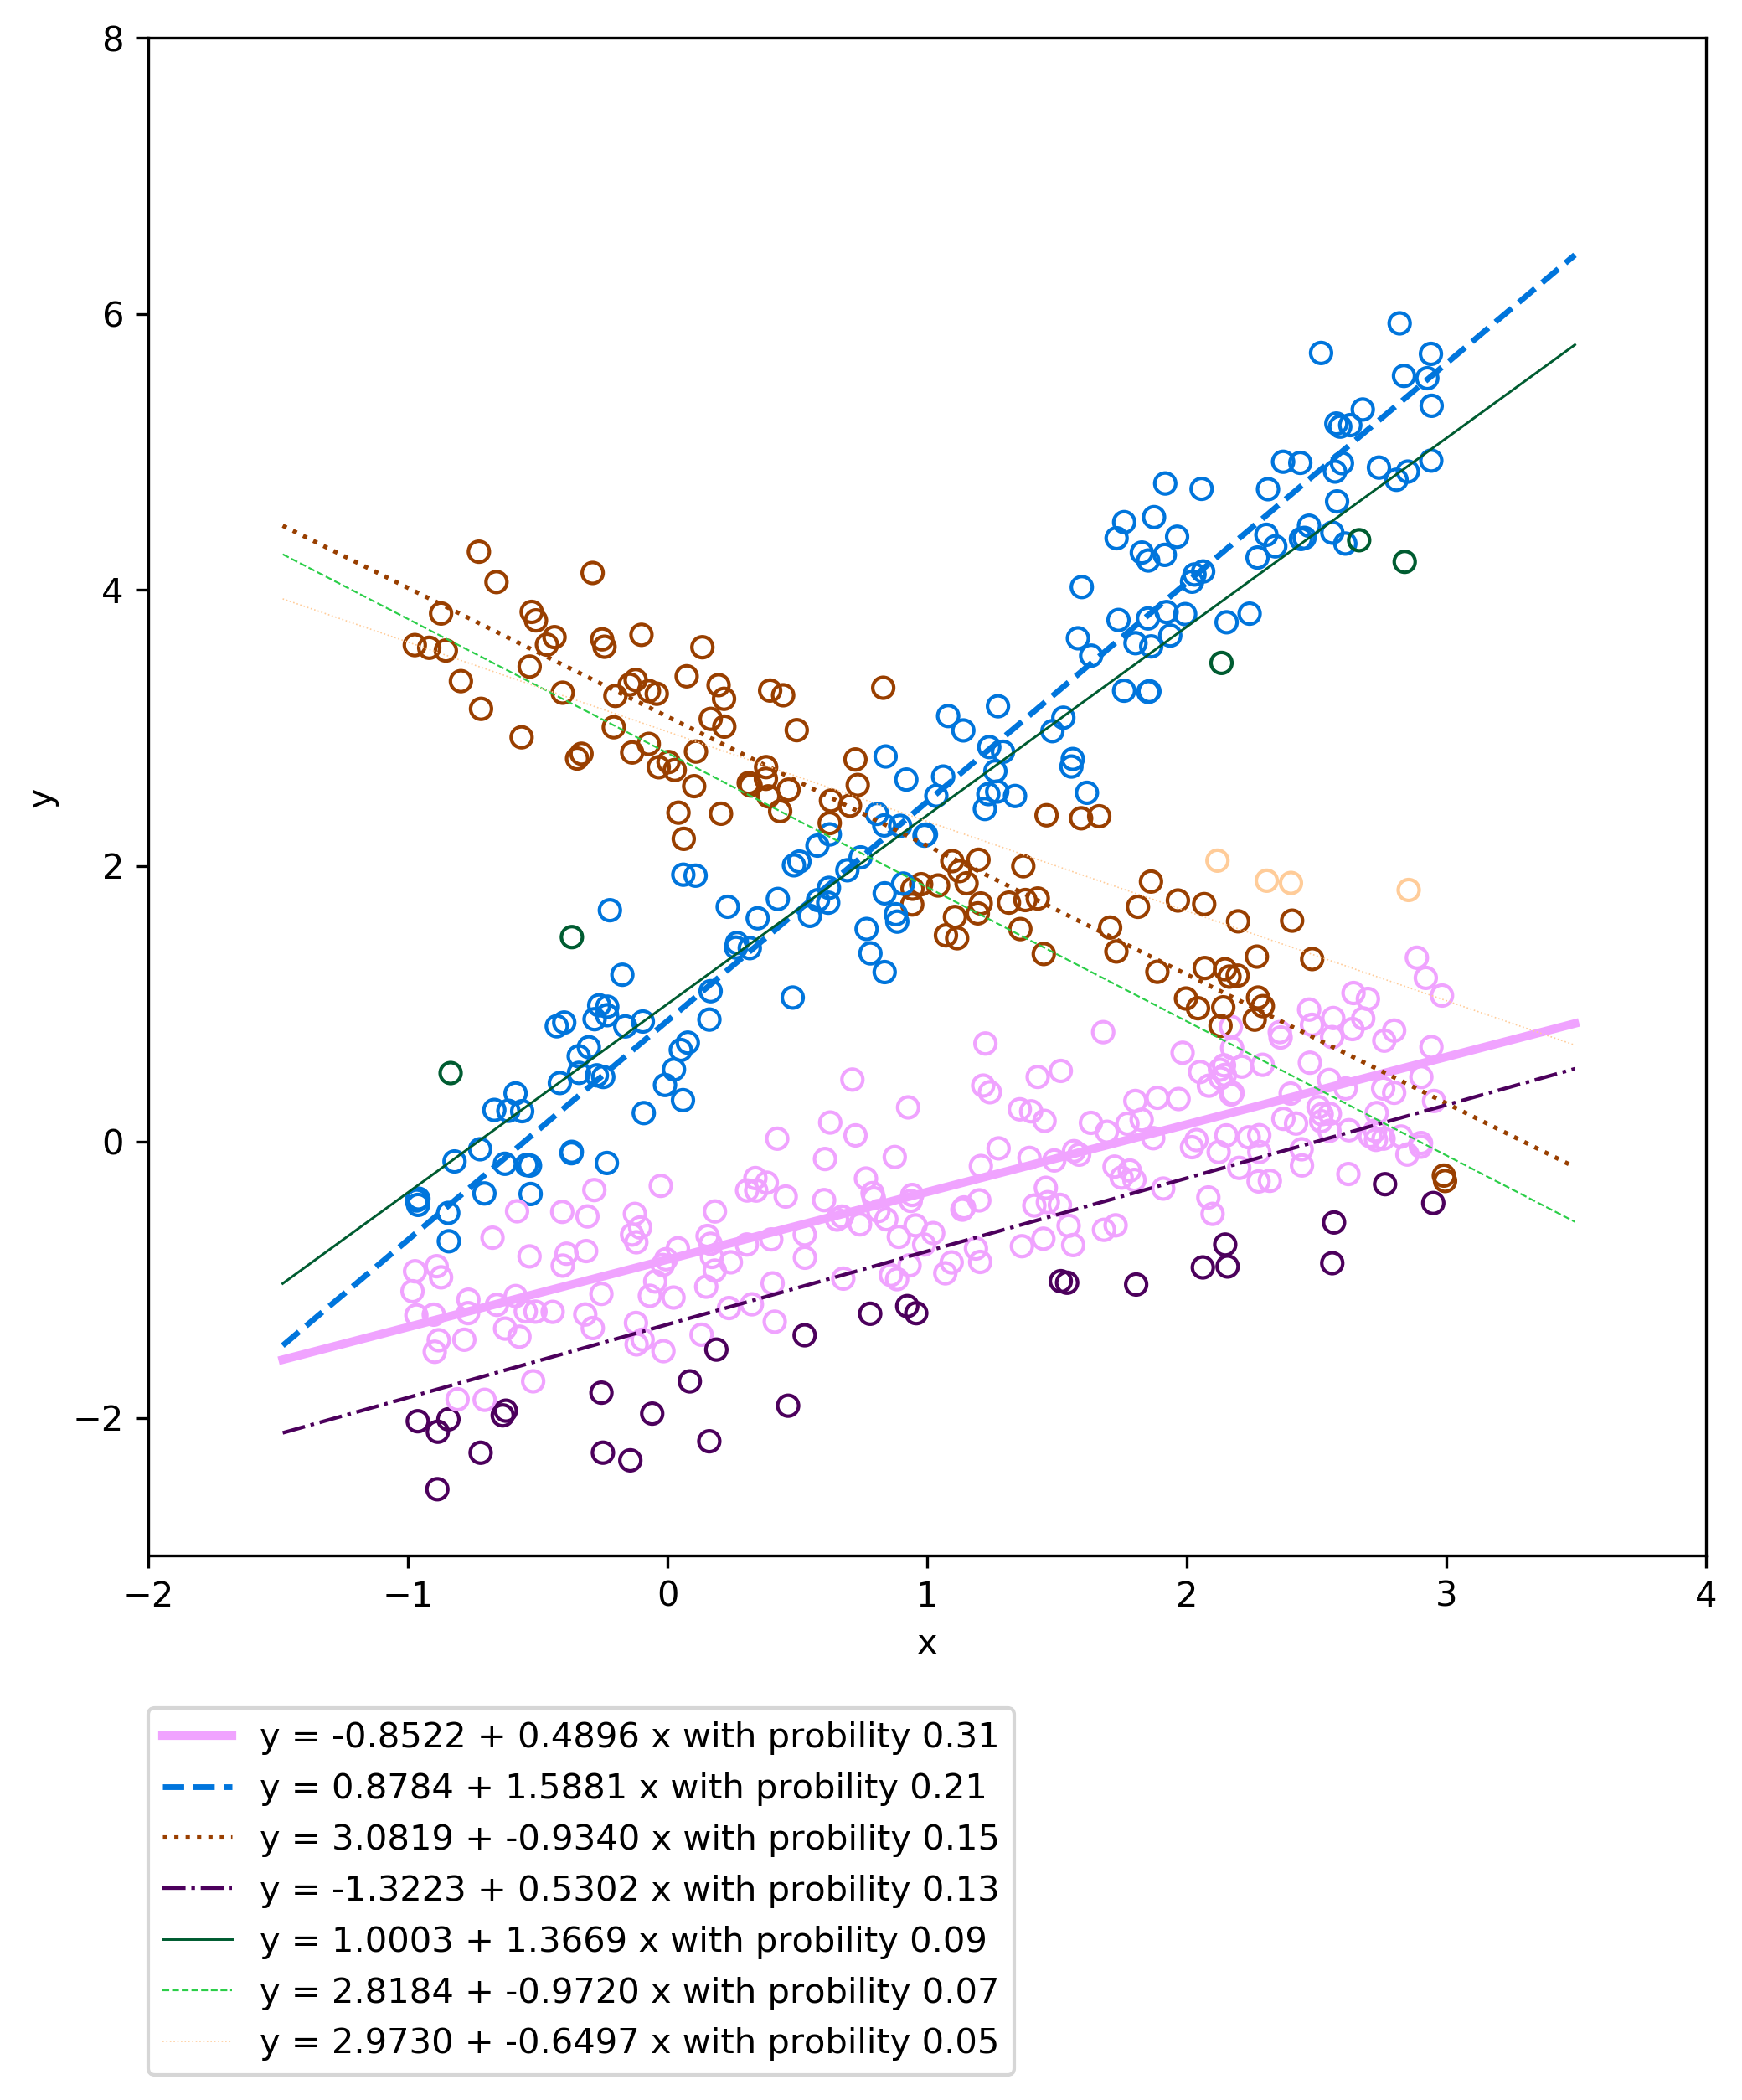 8
6
4
2
0
−2
y
−2 −1 0 1 2 3 4
x
y = -0.8522 + 0.4896 x with probility 0.31
y = 0.8784 + 1.5881 x with probility 0.21
y = 3.0819 + -0.9340 x with probility 0.15
y = -1.3223 + 0.5302 x with probility 0.13
y = 1.0003 + 1.3669 x with probility 0.09
y = 2.8184 + -0.9720 x with probility 0.07
y = 2.9730 + -0.6497 x with probility 0.05